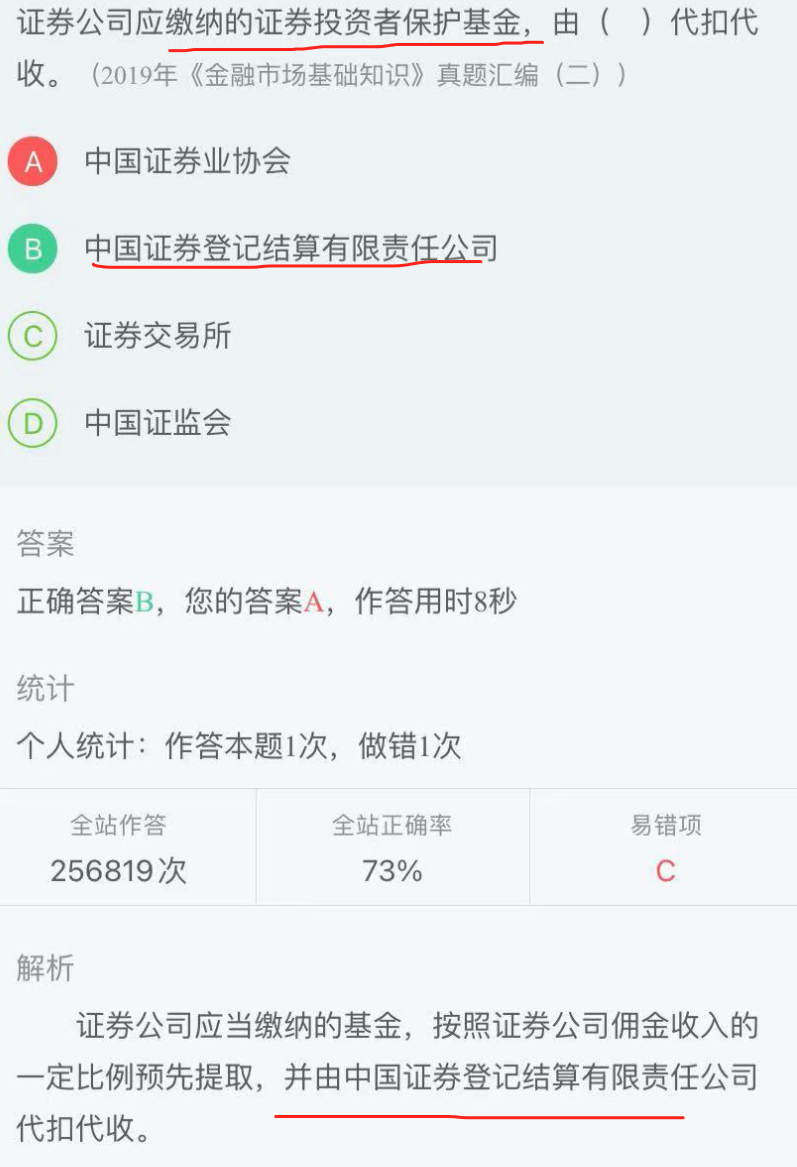 证券公司应缴纳的证券投资者保护基金，由（　）代扣代
收。（2019年《金融市场基础知识》真题汇编（二））
A 中国证券业协会
B 中国证券登记结算有限责任公司
C 证券交易所
D 中国证监会
答案
正确答案B，您的答案A，作答用时8秒
统计
个人统计：作答本题1次，做错1次
全站作答 全站正确率 易错项
256819次 73% C
解析
证券公司应当缴纳的基金，按照证券公司佣金收入的
一定比例预先提取，并由中国证券登记结算有限责任公司
代扣代收。